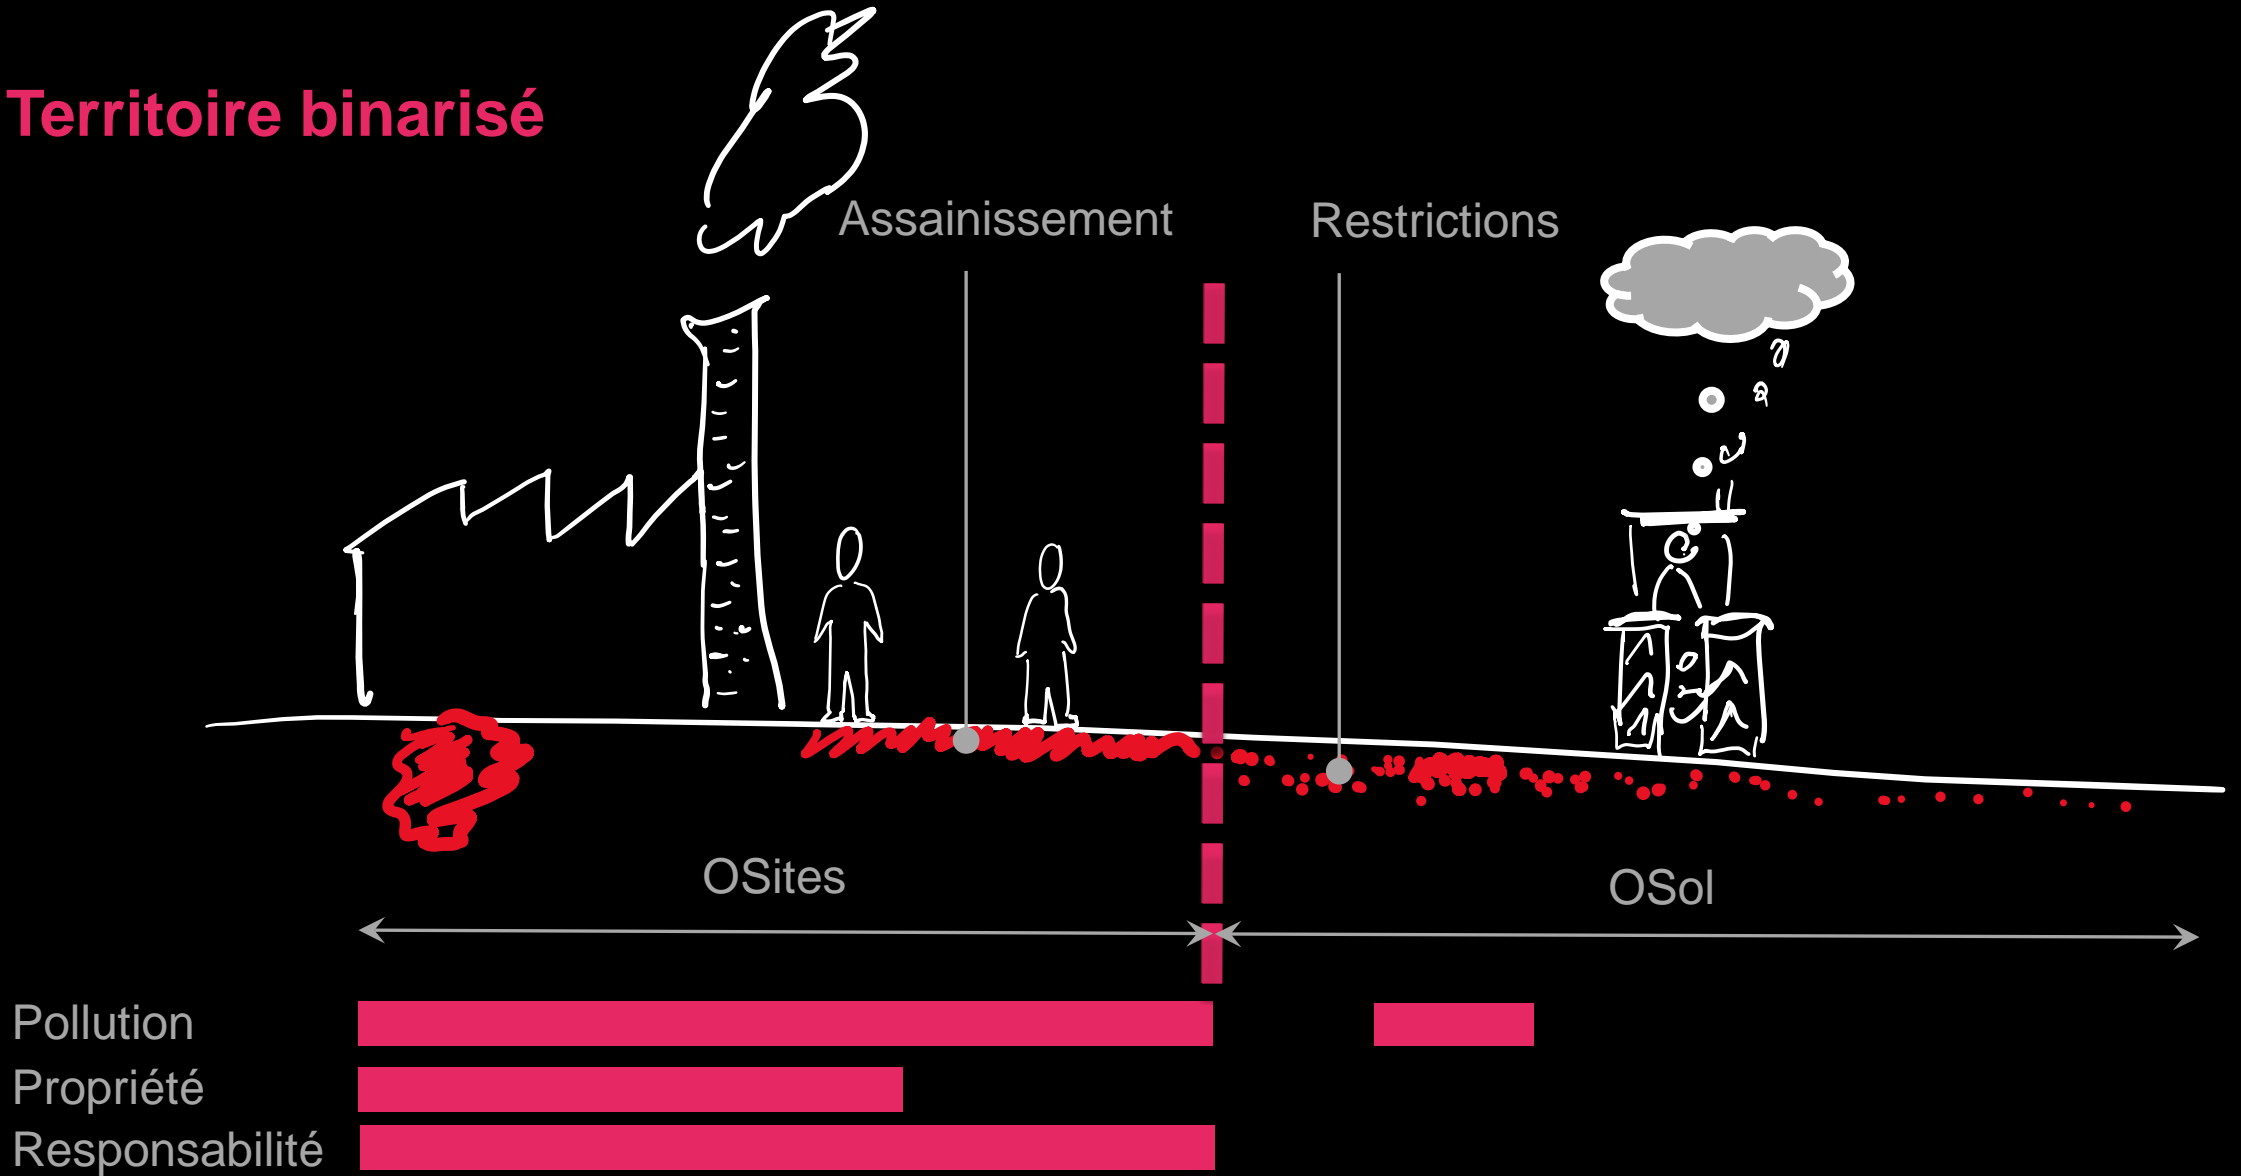 Territoire binarisé
Assainissement
Restrictions
OSites
OSol
Pollution
Propriété
Responsabilité